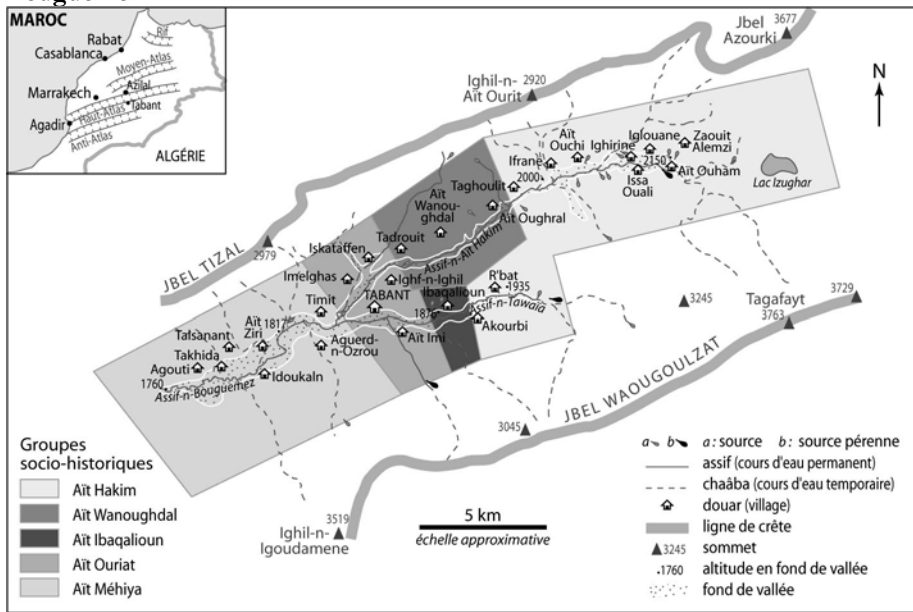 MAROC
Rif
Rabat
Casablanca
Moyen-Atlas
Marrakech
Azilal
Haut-Atlas
Tabant
Agadir
Anti-Atlas
ALGÉRIE
Jbel
Azourki
3677
Ighil-n-
Aït Ourit
2920
N
JBEL TIZAL
2979
Aït
Ouchi
Ighirine
Iglouane
Zaouit
Alemzi
Ifrane
2000
2150
Issa
Ouali
Aït Ouham
Lac Izughar
Taghoulit
Aït
Wanou-
ghdal
Aït Oughral
Tadrouit
Iskataffen
Assif-n-Aït Hakim
Imelghas
Ighf-n-Ighil
Ibaqalioun
R'bat
1935
TABANT
1870
Assif-n-Tawaïa
Timit
Akourbi
Aït
Ziri
1817
Aït Imi
Aguerd-
n-Ozrou
Talsanant
Takhida
Agouti
1760
Idoukaln
Assif-n-Bouguemez
3245
3729
Tagafayt
3763
JBEL WAOUGOULZAT
3045
3519
Ighil-n-
Igoudamene
5 km
échelle approximative
Groupes
socio-historiques
Aït Hakim
Aït Wanoughdal
Aït Ibaqalioun
Aït Ouriat
Aït Méhiya
a b a : source b : source pérenne
assif (cours d'eau permanent)
chaâba (cours d'eau temporaire)
douar (village)
ligne de crête
3245 sommet
1760 altitude en fond de vallée
fond de vallée